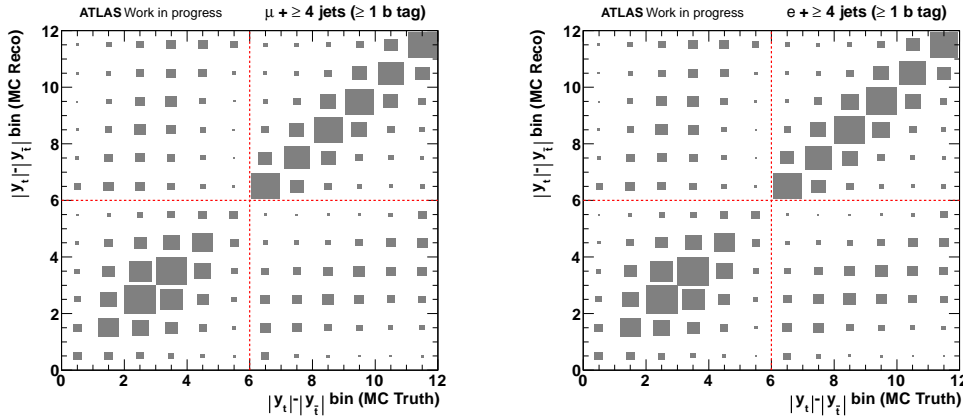 ATLAS Work in progress
μ + ≥ 4 jets (≥ 1 b tag)
|y_t|-|y_t̄| bin (MC Reco)
12
10
8
6
4
2
0
0 2 4 6 8 10 12
|y_t|-|y_t̄| bin (MC Truth)
ATLAS Work in progress
e + ≥ 4 jets (≥ 1 b tag)
|y_t|-|y_t̄| bin (MC Reco)
12
10
8
6
4
2
0
0 2 4 6 8 10 12
|y_t|-|y_t̄| bin (MC Truth)